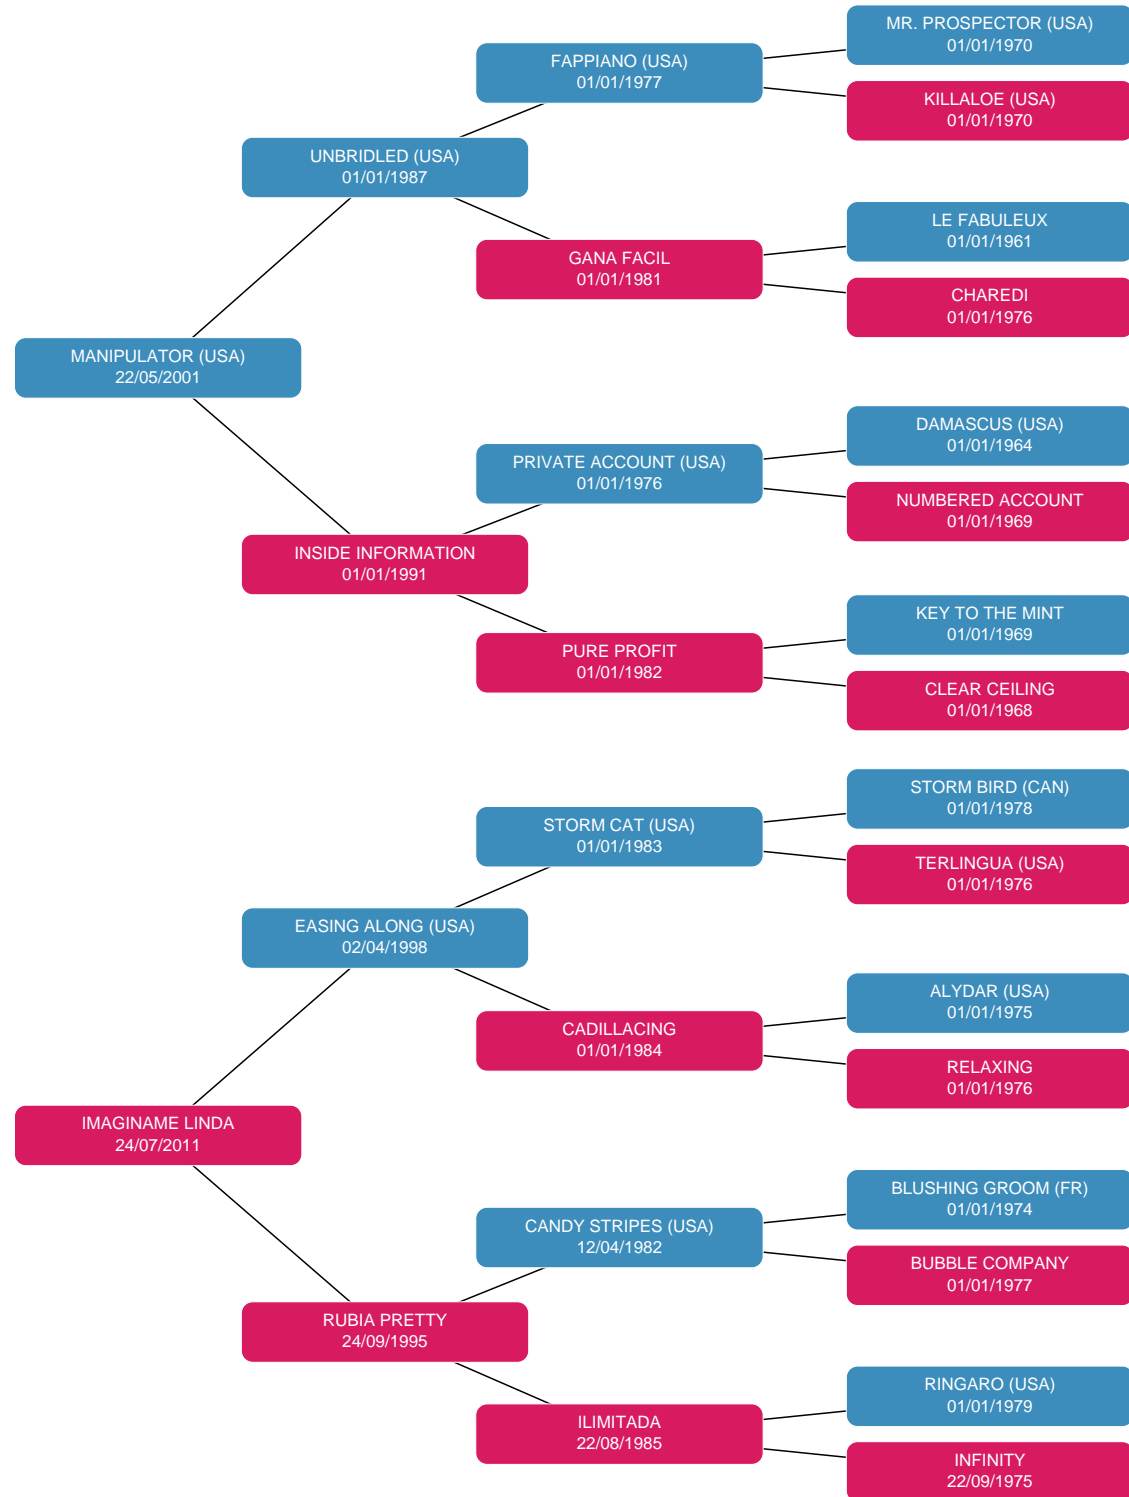 MR. PROSPECTOR (USA)
01/01/1970
FAPPIANO (USA)
01/01/1977
KILLALOE (USA)
01/01/1970
UNBRIDLED (USA)
01/01/1987
LE FABULEUX
01/01/1961
GANA FACIL
01/01/1981
CHAREDI
01/01/1976
MANIPULATOR (USA)
22/05/2001
DAMASCUS (USA)
01/01/1964
PRIVATE ACCOUNT (USA)
01/01/1976
NUMBERED ACCOUNT
01/01/1969
INSIDE INFORMATION
01/01/1991
KEY TO THE MINT
01/01/1969
PURE PROFIT
01/01/1982
CLEAR CEILING
01/01/1968
STORM BIRD (CAN)
01/01/1978
STORM CAT (USA)
01/01/1983
TERLINGUA (USA)
01/01/1976
EASING ALONG (USA)
02/04/1998
ALYDAR (USA)
01/01/1975
CADILLACING
01/01/1984
RELAXING
01/01/1976
IMAGINAME LINDA
24/07/2011
BLUSHING GROOM (FR)
01/01/1974
CANDY STRIPES (USA)
12/04/1982
BUBBLE COMPANY
01/01/1977
RUBIA PRETTY
24/09/1995
RINGARO (USA)
01/01/1979
ILIMITADA
22/08/1985
INFINITY
22/09/1975